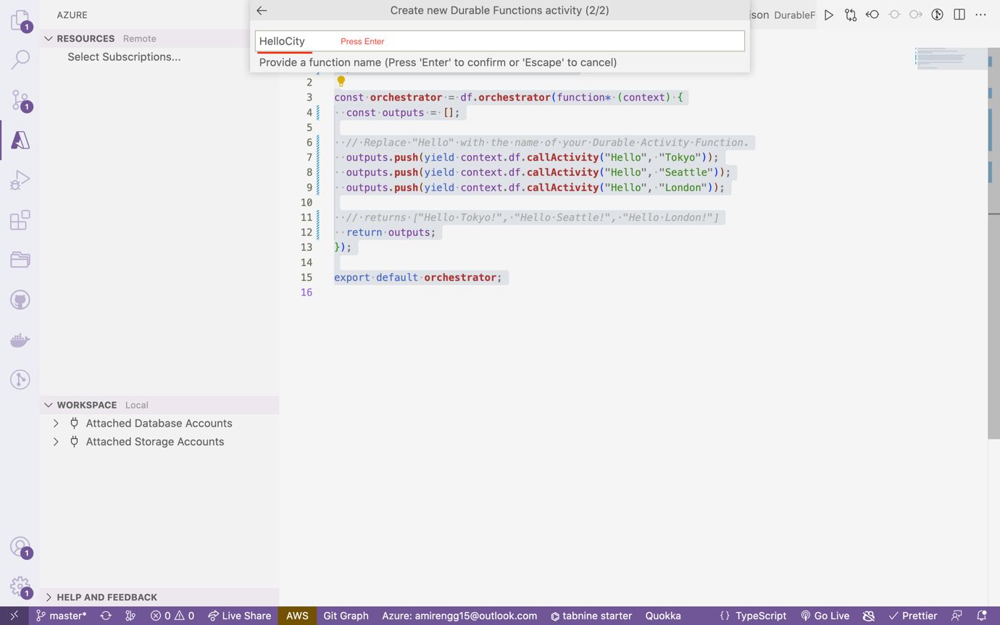 AZURE
Create new Durable Functions activity (2/2)
son DurableF
1
HelloCity Press Enter
Provide a function name (Press 'Enter' to confirm or 'Escape' to cancel)
RESOURCES Remote
Select Subscriptions...
1
2
3 const·orchestrator·=·df.orchestrator(function*·(context)·{
4 ··const·outputs·=·[];
5
6 ··//·Replace·"Hello"·with·the·name·of·your·Durable·Activity·Function.
7 ··outputs.push(yield·context.df.callActivity("Hello",·"Tokyo"));
8 ··outputs.push(yield·context.df.callActivity("Hello",·"Seattle"));
9 ··outputs.push(yield·context.df.callActivity("Hello",·"London"));
10
11 ··//·returns·["Hello·Tokyo!",·"Hello·Seattle!",·"Hello·London!"]
12 ··return·outputs;
13 });
14
15 export·default·orchestrator;
16
WORKSPACE Local
Attached Database Accounts
Attached Storage Accounts
1
1
HELP AND FEEDBACK
master* 0 0 Live Share AWS Git Graph Azure: amirengg15@outlook.com tabnine starter Quokka {} TypeScript Go Live Prettier